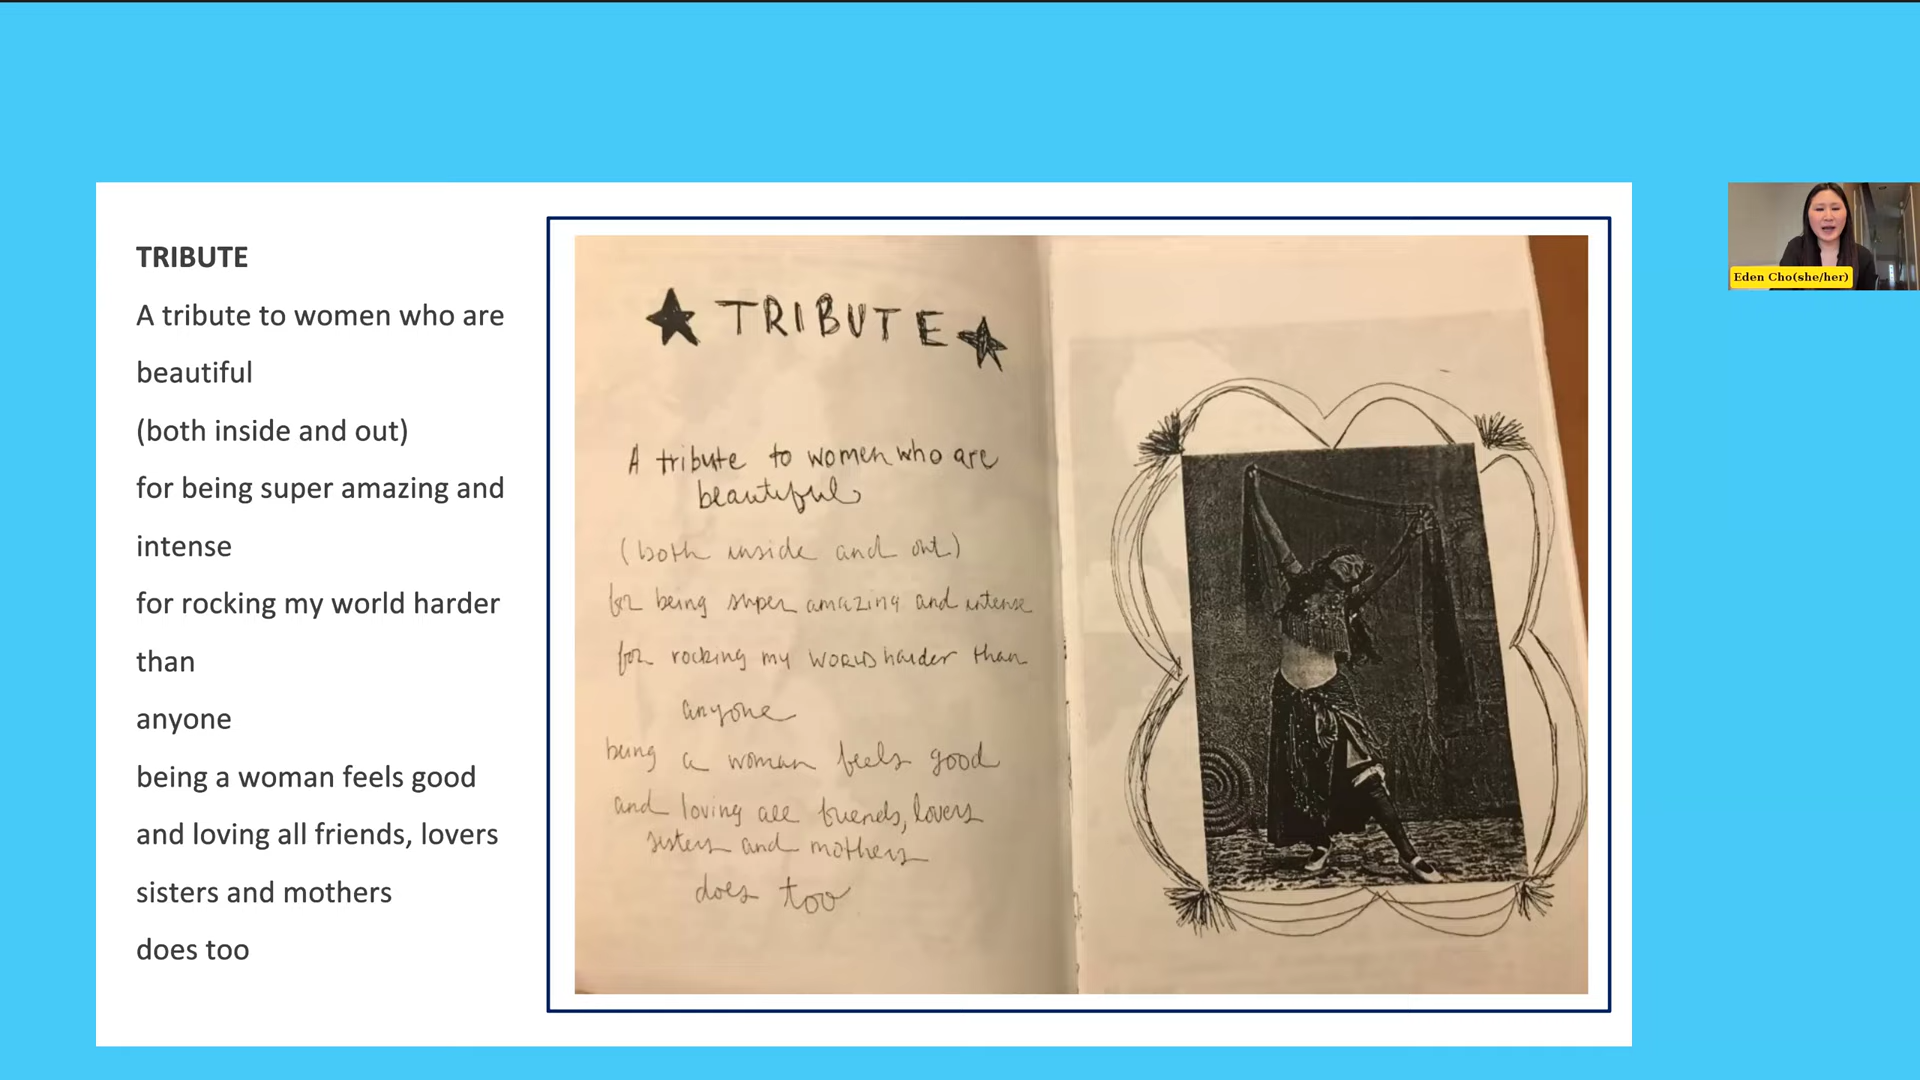 TRIBUTE
A tribute to women who are
beautiful
(both inside and out)
for being super amazing and
intense
for rocking my world harder
than
anyone
being a woman feels good
and loving all friends, lovers
sisters and mothers
does too
TRIBUTE
A tribute to women who are
beautiful
(both inside and out)
for being super amazing and intense
for rocking my WORLD harder than
anyone
being a woman feels good
and loving all friends, lovers
sisters and mothers
does too
Eden Cho(she/her)